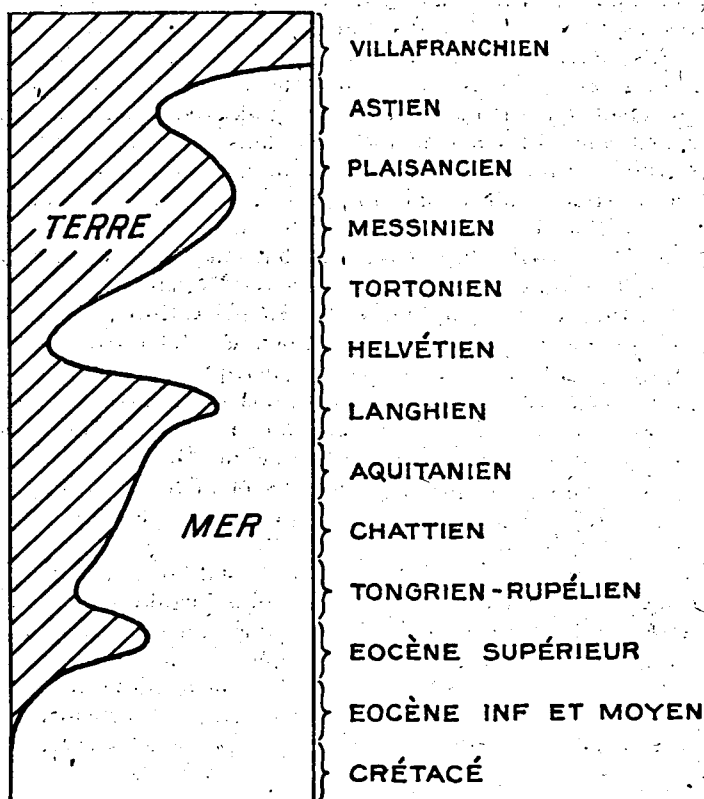 VILLAFRANCHIEN
ASTIEN
PLAISANCIEN
TERRE
MESSINIEN
TORTONIEN
HELVÉTIEN
LANGHIEN
AQUITANIEN
MER
CHATTIEN
TONGRIEN-RUPÉLIEN
EOCÈNE SUPÉRIEUR
EOCÈNE INF ET MOYEN
CRÉTACÉ